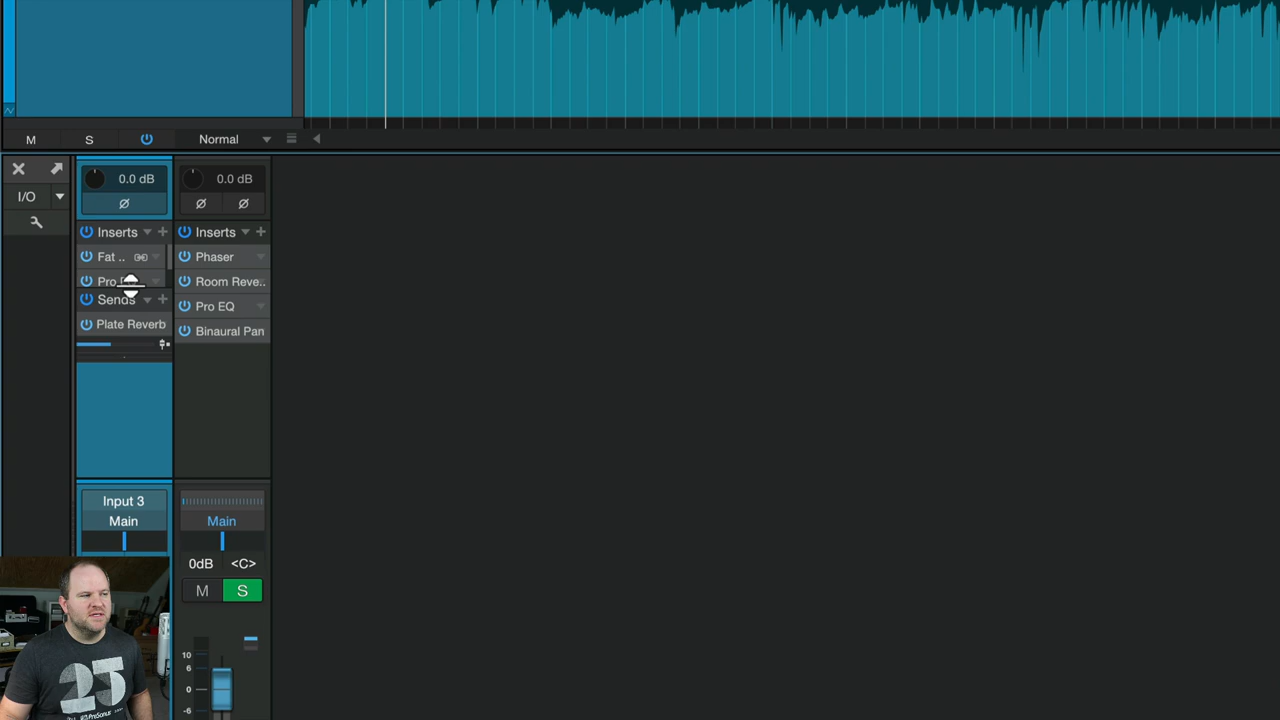 M S Normal
I/O
0.0 dB 0.0 dB
Ø Ø Ø
Inserts Inserts
Fat .. Phaser
Pro Room Reve..
Sends Pro EQ
Plate Reverb Binaural Pan
Input 3
Main Main
0dB <C>
M S
10
6
0
-6
23